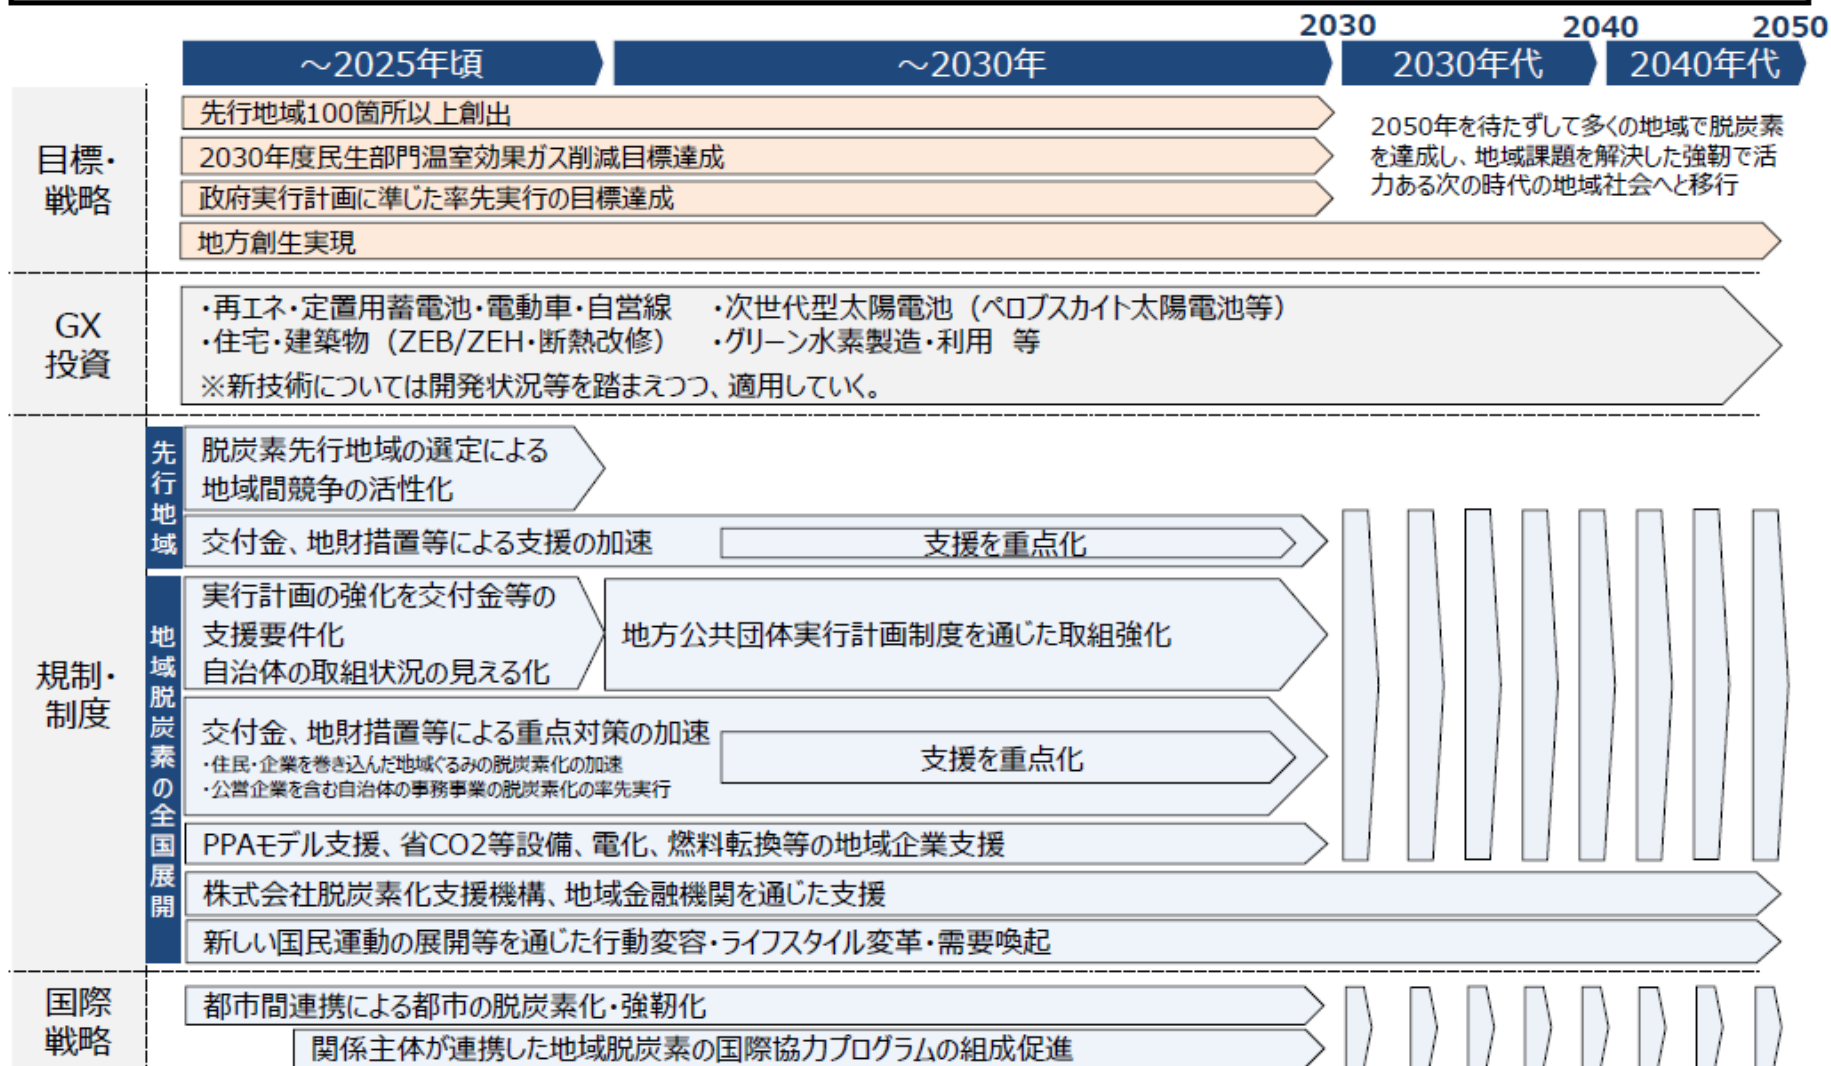 2030
2040
2050
～2025年頃
～2030年
2030年代
2040年代
目標・
戦略
先行地域100箇所以上創出
2030年度民生部門温室効果ガス削減目標達成
政府実行計画に準じた率先実行の目標達成
地方創生実現
2050年を待たずして多くの地域で脱炭素
を達成し、地域課題を解決した強靭で活
力ある次の時代の地域社会へと移行
GX
投資
・再エネ・定置用蓄電池・電動車・自営線　・次世代型太陽電池（ペロブスカイト太陽電池等）
・住宅・建築物（ZEB/ZEH・断熱改修）　・グリーン水素製造・利用　等
※新技術については開発状況等を踏まえつつ、適用していく。
規制・
制度
先行地域
脱炭素先行地域の選定による
地域間競争の活性化
交付金、地財措置等による支援の加速
支援を重点化
地域脱炭素の全国展開
実行計画の強化を交付金等の
支援要件化
自治体の取組状況の見える化
地方公共団体実行計画制度を通じた取組強化
交付金、地財措置等による重点対策の加速
・住民・企業を巻き込んだ地域ぐるみの脱炭素化の加速
・公営企業を含む自治体の事務事業の脱炭素化の率先実行
支援を重点化
PPAモデル支援、省CO2等設備、電化、燃料転換等の地域企業支援
株式会社脱炭素化支援機構、地域金融機関を通じた支援
新しい国民運動の展開等を通じた行動変容・ライフスタイル変革・需要喚起
国際
戦略
都市間連携による都市の脱炭素化・強靭化
関係主体が連携した地域脱炭素の国際協力プログラムの組成促進